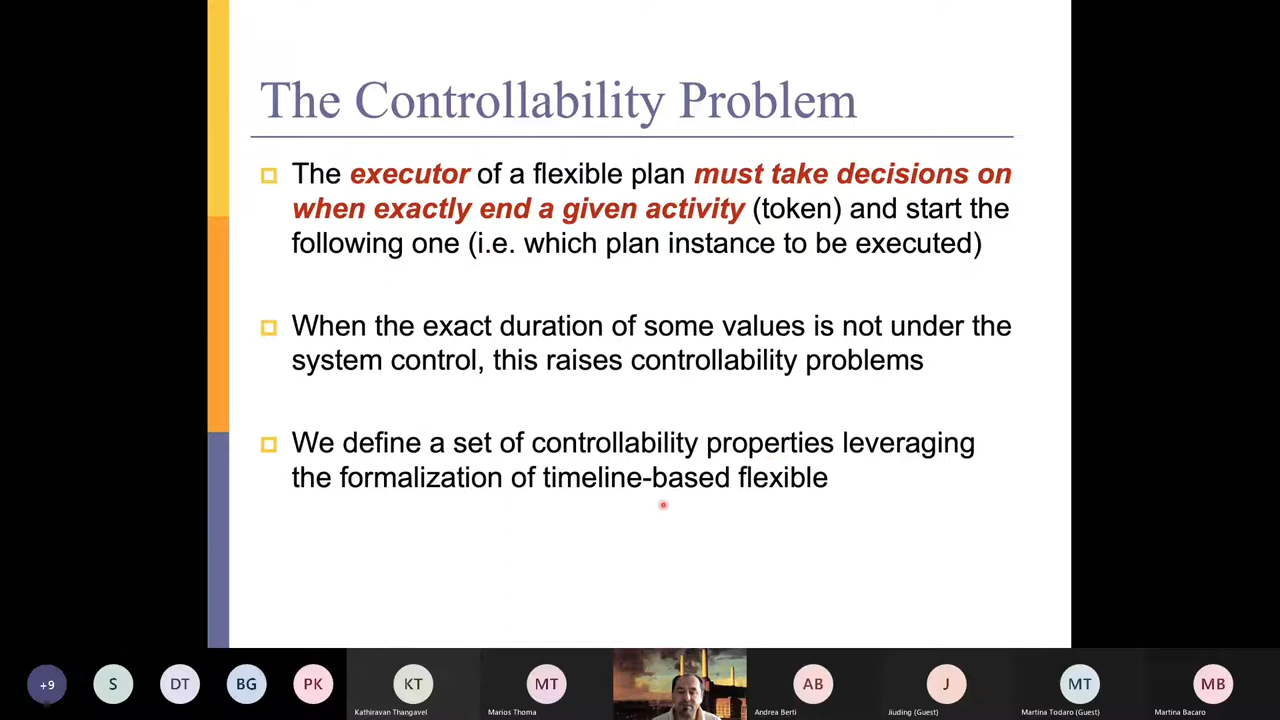 The Controllability Problem
The executor of a flexible plan must take decisions on
when exactly end a given activity (token) and start the
following one (i.e. which plan instance to be executed)
When the exact duration of some values is not under the
system control, this raises controllability problems
We define a set of controllability properties leveraging
the formalization of timeline-based flexible
+9
S
DT
BG
PK
KT
MT
AB
J
MT
MB
Kathiravan Thangavel
Marios Thoma
Andrea Berti
Jiuding (Guest)
Martina Todaro (Guest)
Martina Bacaro